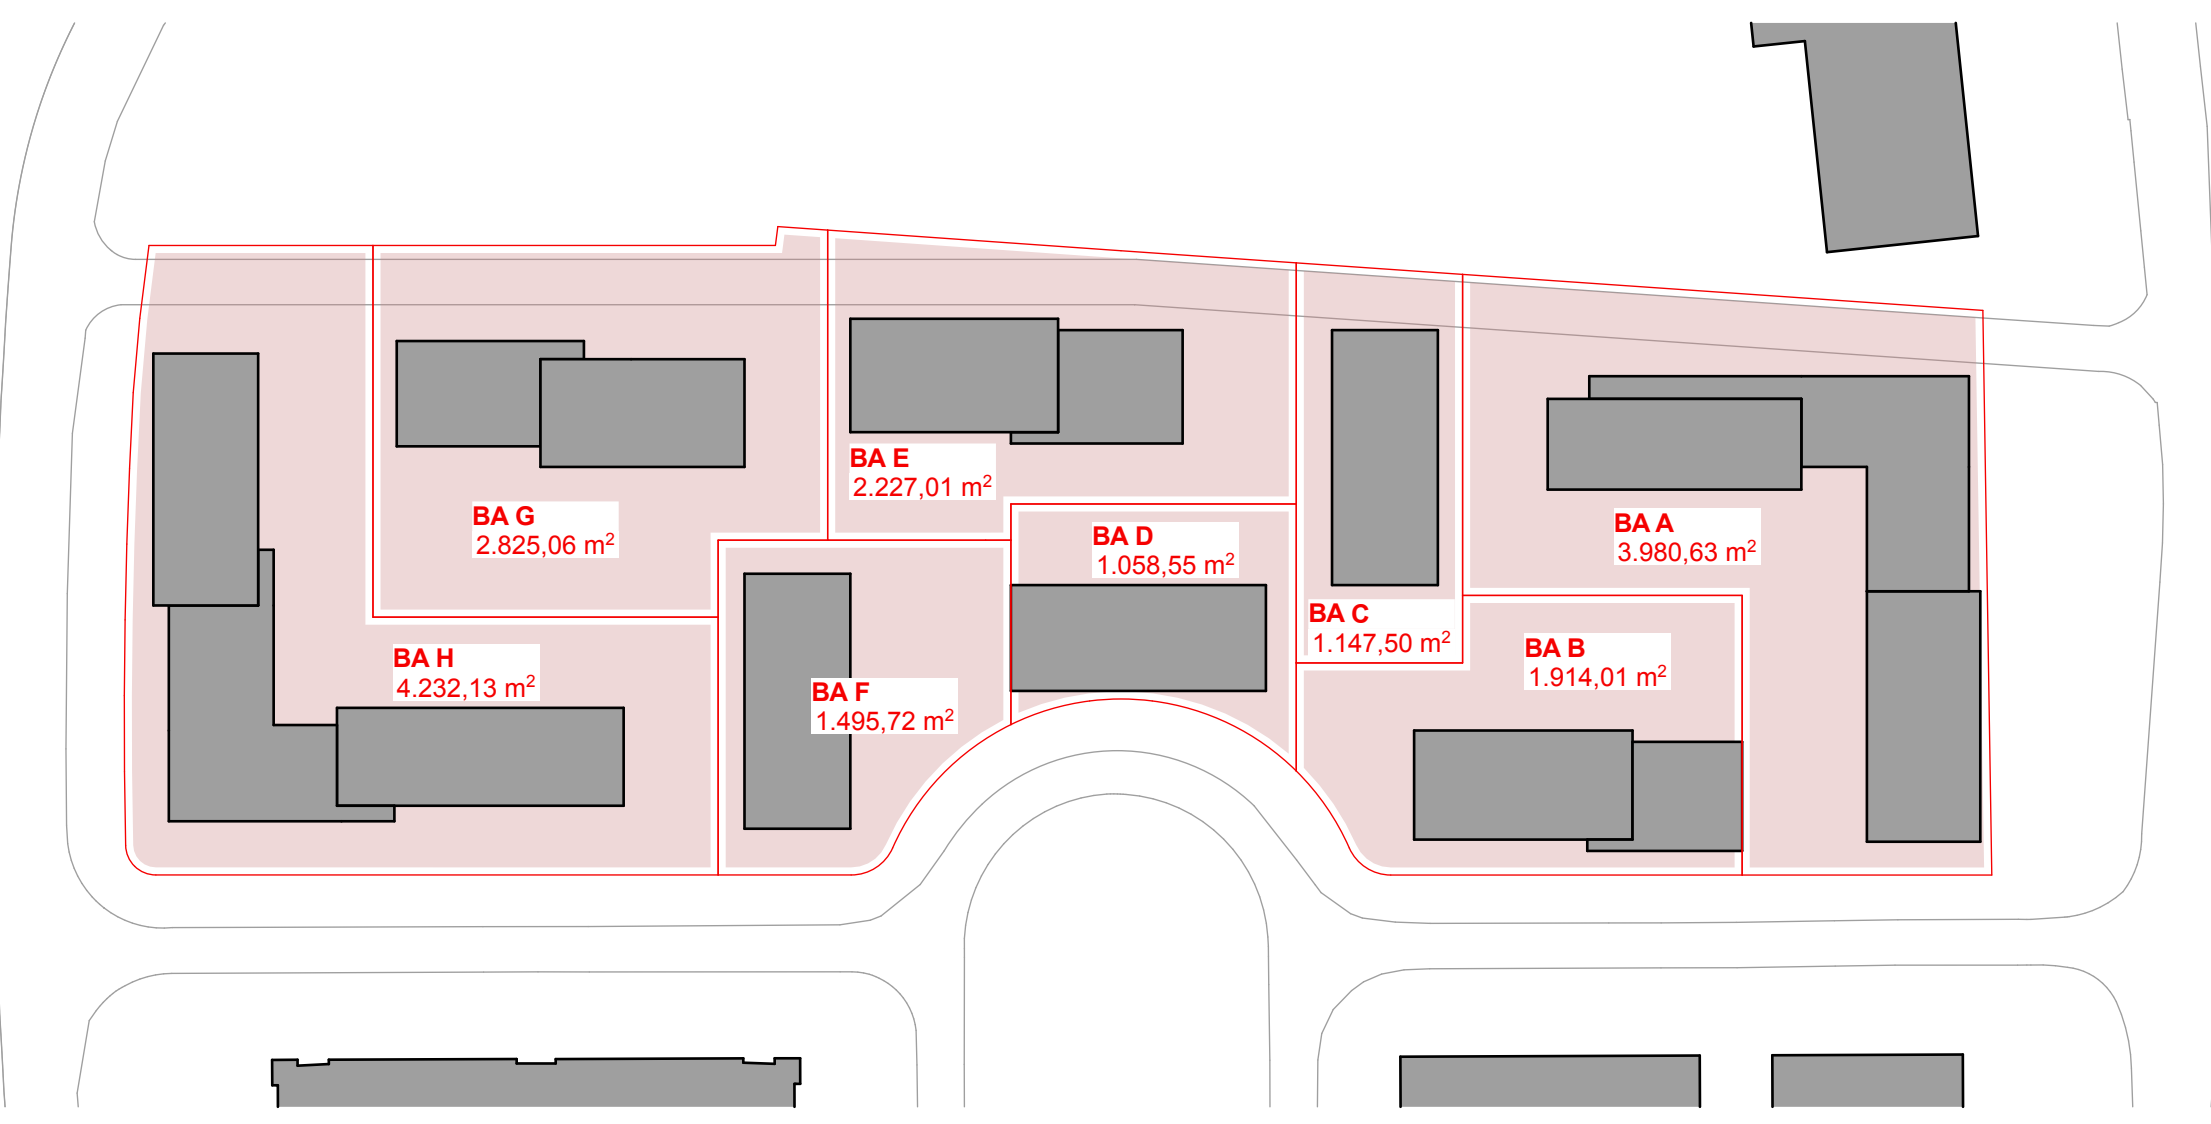 BA E
2.227,01 m²
BA G
2.825,06 m²
BA D
1.058,55 m²
BA A
3.980,63 m²
BA C
1.147,50 m²
BA B
1.914,01 m²
BA H
4.232,13 m²
BA F
1.495,72 m²